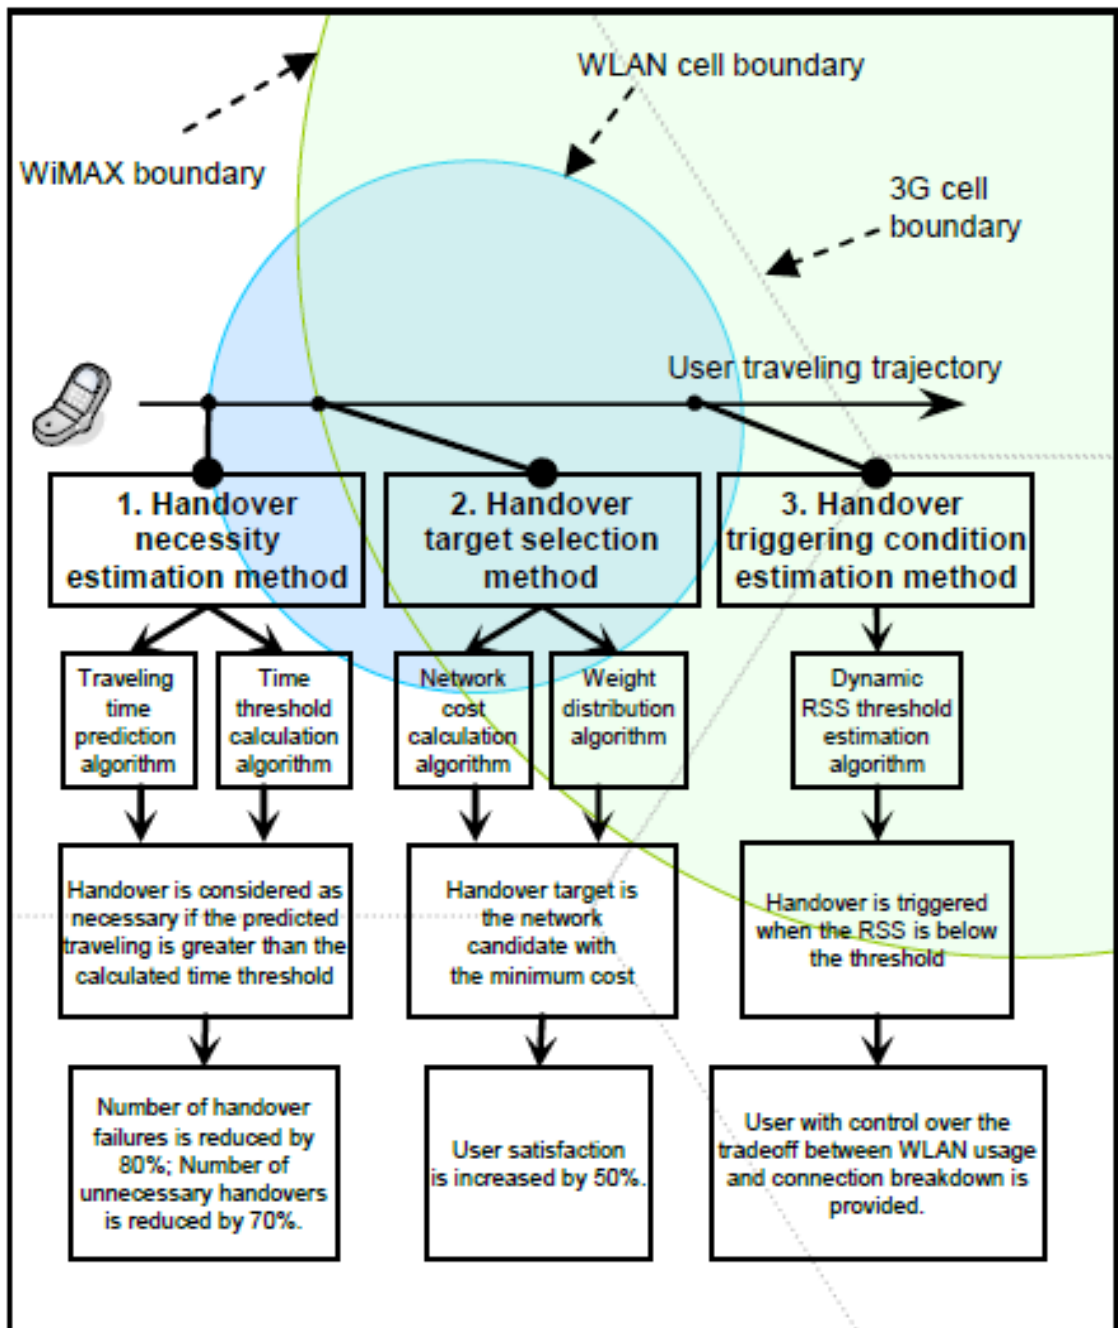 WLAN cell boundary
WiMAX boundary
3G cell
boundary
User traveling trajectory
1. Handover
necessity
estimation method
2. Handover
target selection
method
3. Handover
triggering condition
estimation method
Traveling
time
prediction
algorithm
Time
threshold
calculation
algorithm
Network
cost
calculation
algorithm
Weight
distribution
algorithm
Dynamic
RSS threshold
estimation
algorithm
Handover is considered as
necessary if the predicted
traveling is greater than the
calculated time threshold
Handover target is
the network
candidate with
the minimum cost
Handover is triggered
when the RSS is below
the threshold
Number of handover
failures is reduced by
80%; Number of
unnecessary handovers
is reduced by 70%.
User satisfaction
is increased by 50%.
User with control over the
tradeoff between WLAN usage
and connection breakdown is
provided.